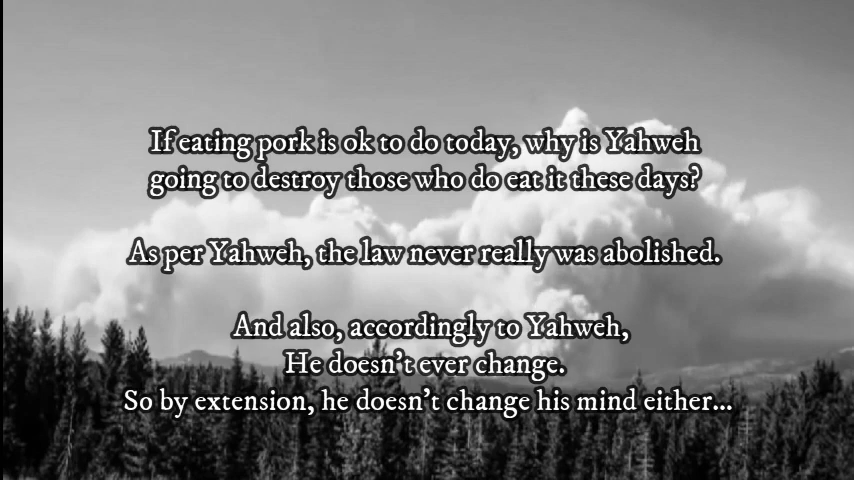 If eating pork is ok to do today, why is Yahweh
going to destroy those who do eat it these days?
As per Yahweh, the law never really was abolished.
And also, accordingly to Yahweh,
He doesn't ever change.
So by extension, he doesn't change his mind either...